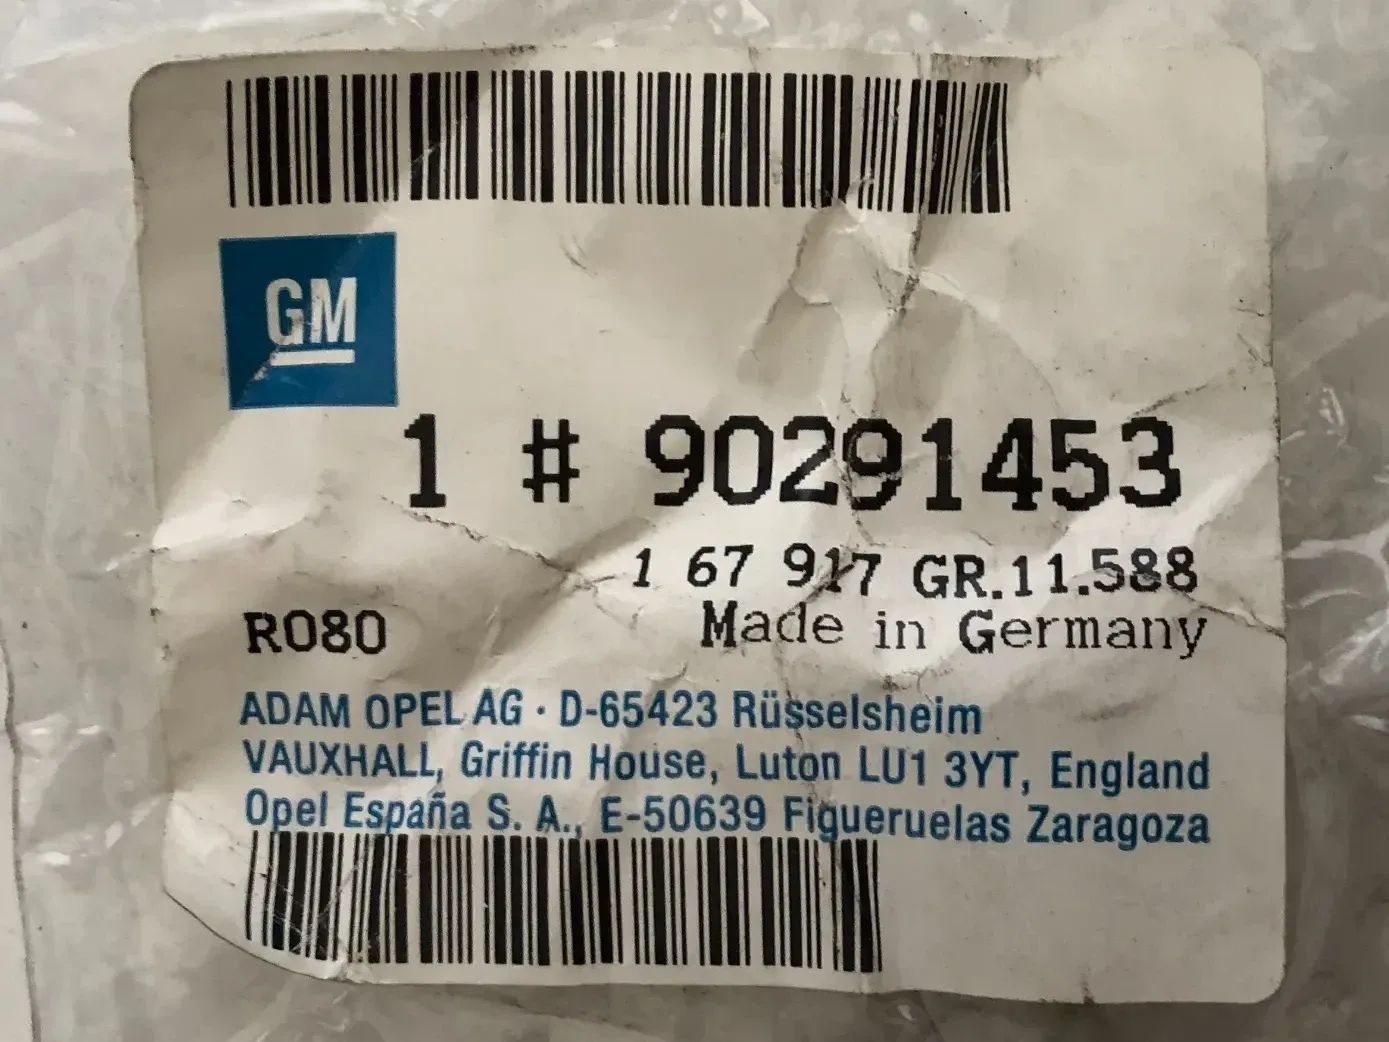 GM
1 # 90291453
1 67 917 GR.11.588
R080 Made in Germany
ADAM OPEL AG · D-65423 Rüsselsheim
VAUXHALL, Griffin House, Luton LU1 3YT, England
Opel España S. A., E-50639 Figueruelas Zaragoza